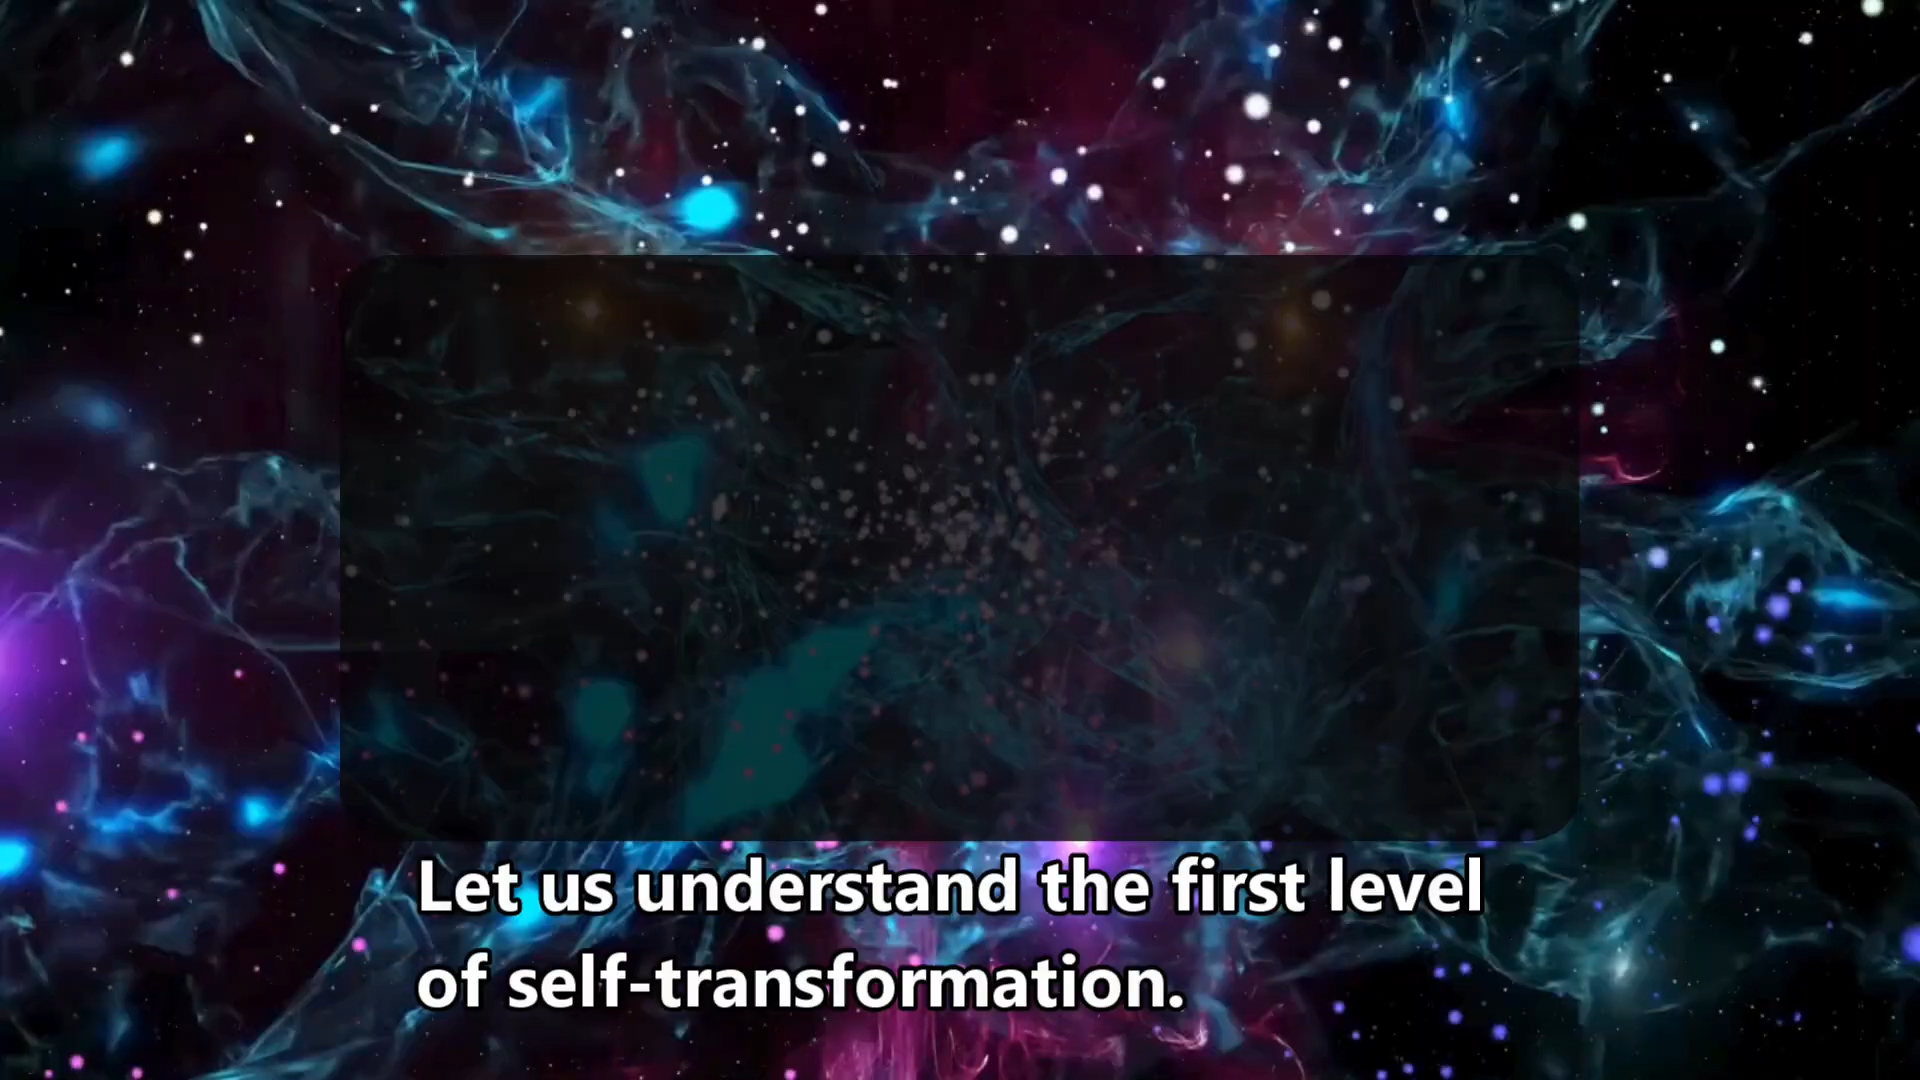 Let us understand the first level
of self-transformation.